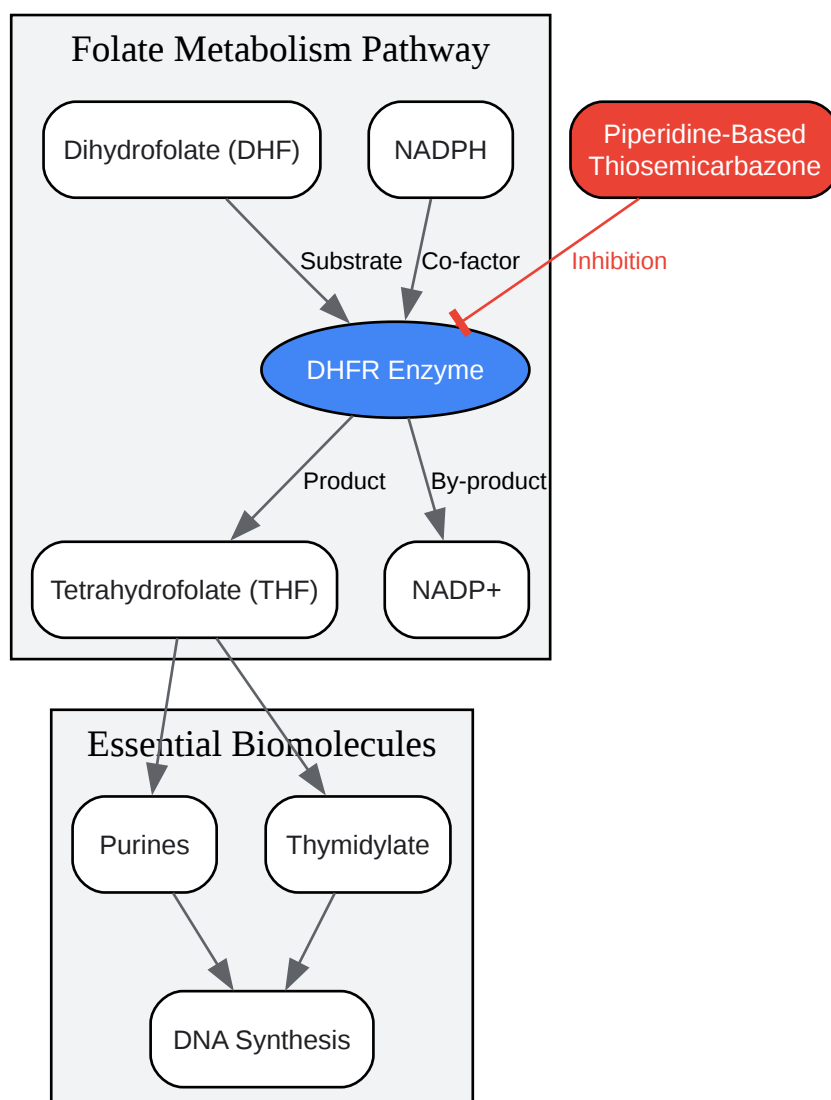 Folate Metabolism Pathway
Dihydrofolate (DHF)
NADPH
Piperidine-Based
Thiosemicarbazone
Substrate
Co-factor
Inhibition
DHFR Enzyme
Product
By-product
Tetrahydrofolate (THF)
NADP+
Essential Biomolecules
Purines
Thymidylate
DNA Synthesis